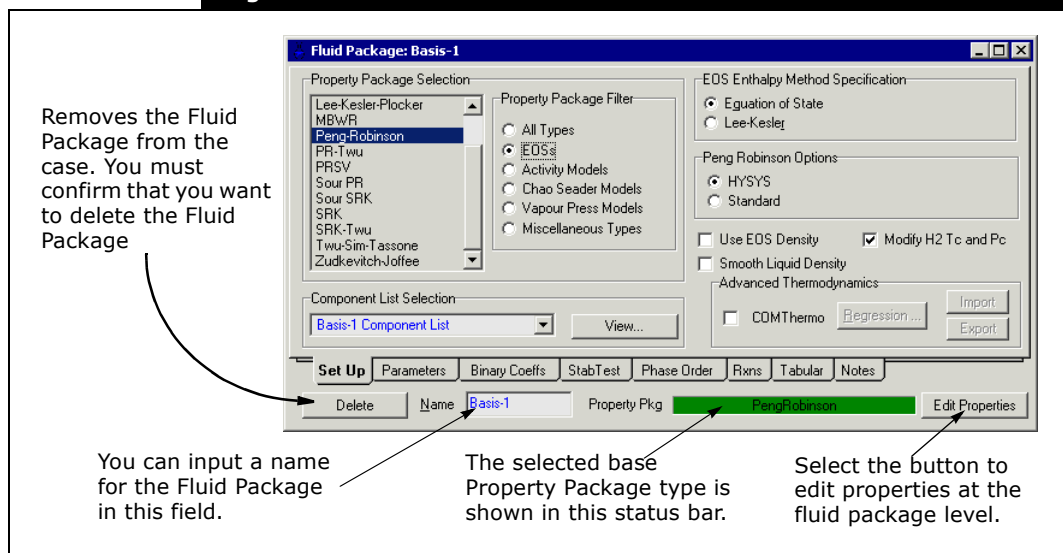 Fluid Package: Basis-1
Property Package Selection
Lee-Kesler-Plocker
MBWR
Peng-Robinson
PR-Twu
PRSV
Sour PR
Sour SRK
SRK
SRK-Twu
Twu-Sim-Tassone
Zudkevitch-Joffee
Property Package Filter
All Types
EOSs
Activity Models
Chao Seader Models
Vapour Press Models
Miscellaneous Types
Component List Selection
Basis-1 Component List
View...
EOS Enthalpy Method Specification
Equation of State
Lee-Kesler
Peng Robinson Options
HYSYS
Standard
Use EOS Density
Modify H2 Tc and Pc
Smooth Liquid Density
Advanced Thermodynamics
COMThermo
Regression ...
Import
Export
Set Up Parameters Binary Coeffs StabTest Phase Order Rxns Tabular Notes
Delete Name Basis-1 Property Pkg PengRobinson Edit Properties
Removes the Fluid
Package from the
case. You must
confirm that you want
to delete the Fluid
Package
You can input a name
for the Fluid Package
in this field.
The selected base
Property Package type is
shown in this status bar.
Select the button to
edit properties at the
fluid package level.